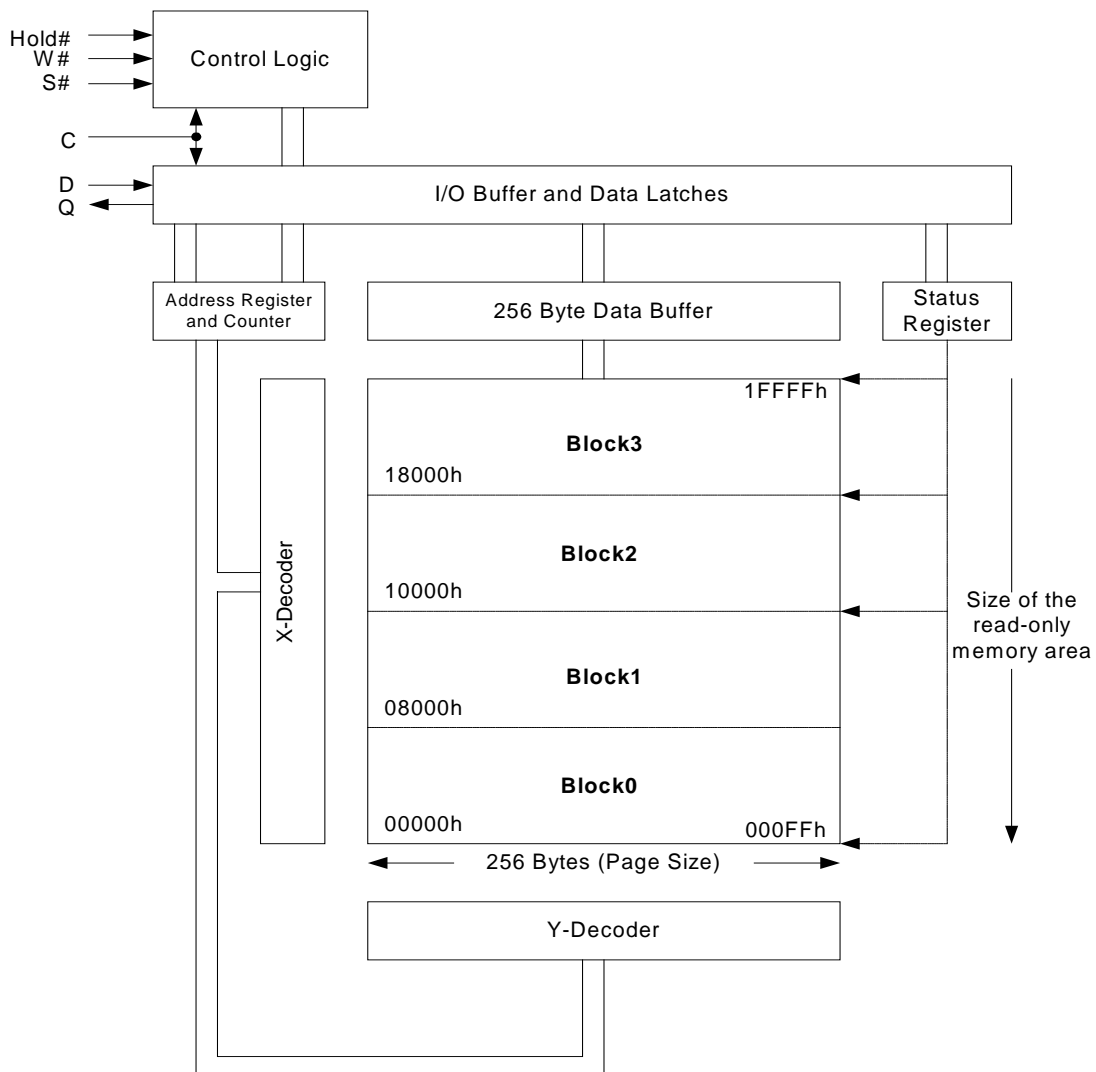 Hold#
W#
S#
Control Logic
C
D
Q
I/O Buffer and Data Latches
Address Register
and Counter
256 Byte Data Buffer
Status
Register
1FFFFh
Block3
18000h
X-Decoder
Block2
10000h
Size of the
read-only
memory area
Block1
08000h
Block0
00000h
000FFh
256 Bytes (Page Size)
Y-Decoder